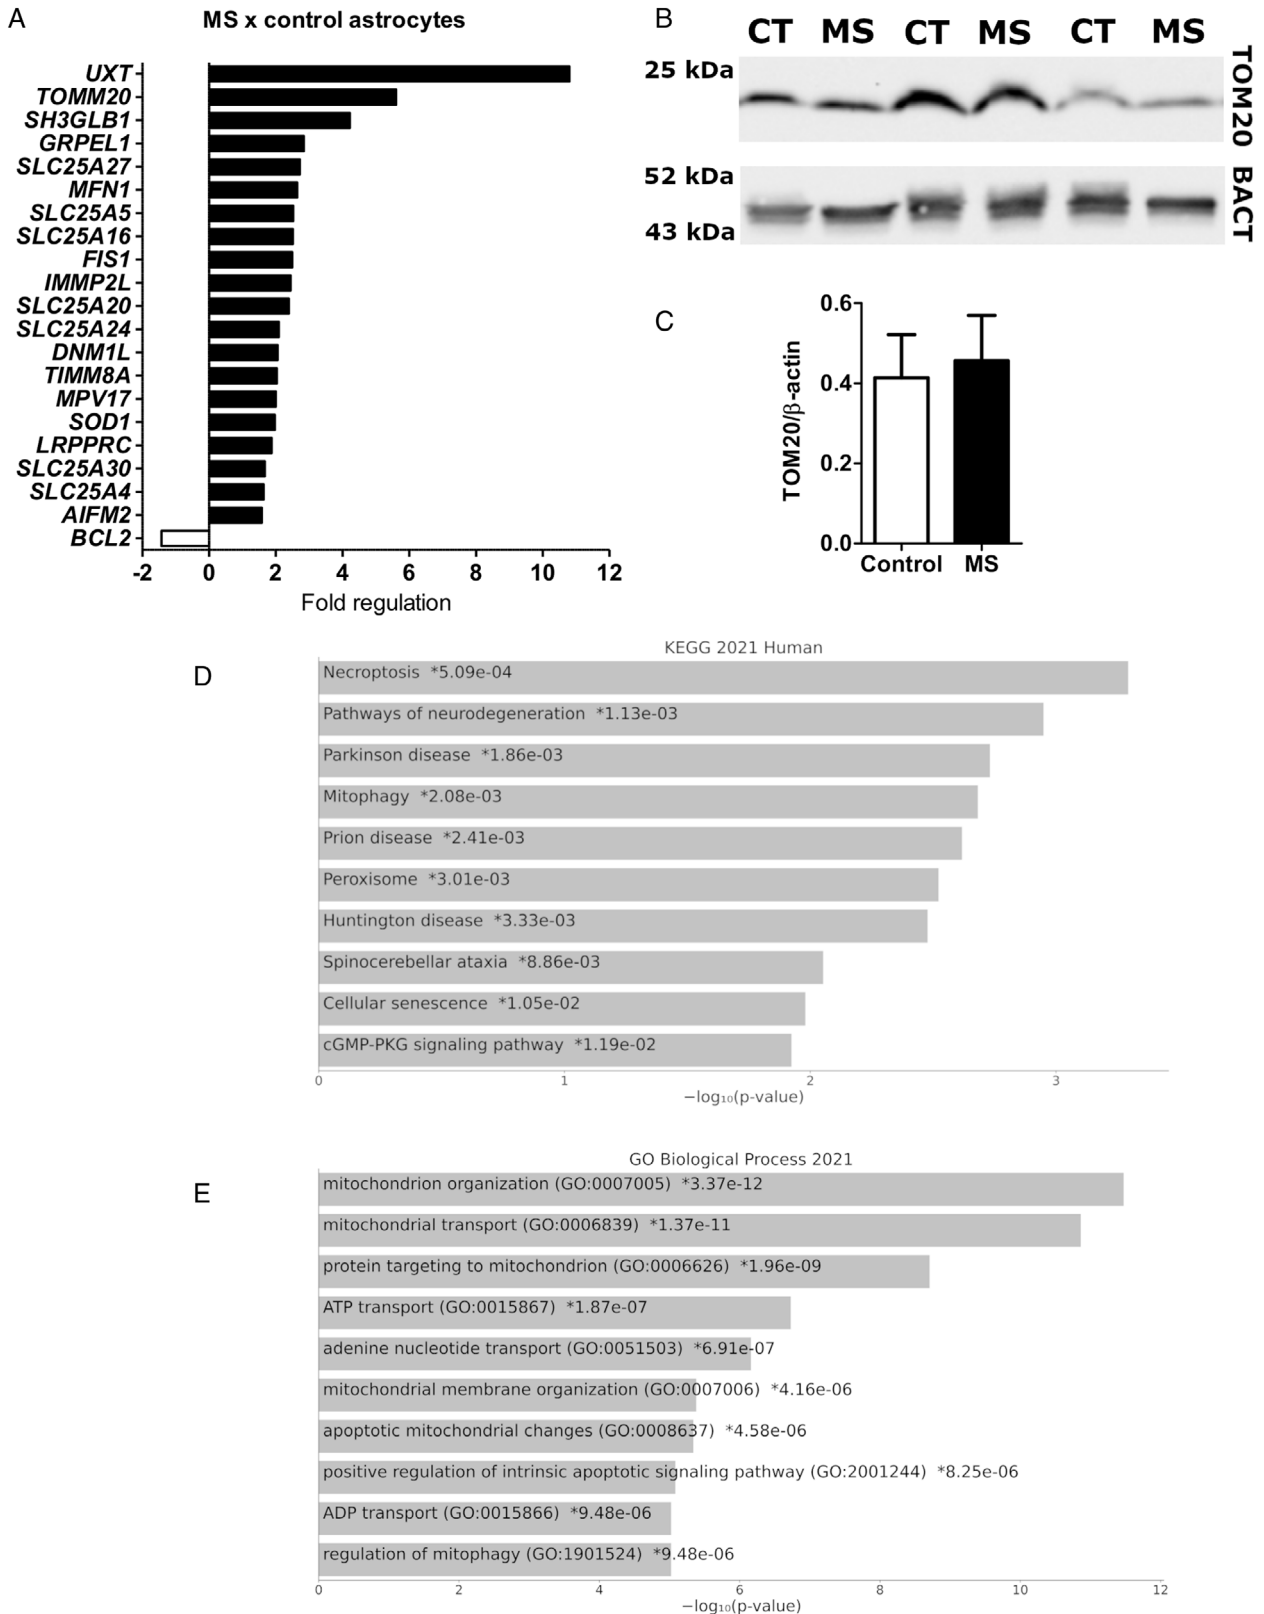 A
MS x control astrocytes
UXT
TOMM20
SH3GLB1
GRPEL1
SLC25A27
MFN1
SLC25A5
SLC25A16
FIS1
IMMP2L
SLC25A20
SLC25A24
DNM1L
TIMM8A
MPV17
SOD1
LRPPRC
SLC25A30
SLC25A4
AIFM2
BCL2
-2 0 2 4 6 8 10 12
Fold regulation
B
CT MS CT MS CT MS
25 kDa
TOM20
52 kDa
43 kDa
BACT
C
TOM20/β-actin
0.6
0.4
0.2
0.0
Control MS
D
KEGG 2021 Human
Necroptosis *5.09e-04
Pathways of neurodegeneration *1.13e-03
Parkinson disease *1.86e-03
Mitophagy *2.08e-03
Prion disease *2.41e-03
Peroxisome *3.01e-03
Huntington disease *3.33e-03
Spinocerebellar ataxia *8.86e-03
Cellular senescence *1.05e-02
cGMP-PKG signaling pathway *1.19e-02
0 1 2 3
−log₁₀(p-value)
E
GO Biological Process 2021
mitochondrion organization (GO:0007005) *3.37e-12
mitochondrial transport (GO:0006839) *1.37e-11
protein targeting to mitochondrion (GO:0006626) *1.96e-09
ATP transport (GO:0015867) *1.87e-07
adenine nucleotide transport (GO:0051503) *6.91e-07
mitochondrial membrane organization (GO:0007006) *4.16e-06
apoptotic mitochondrial changes (GO:0008637) *4.58e-06
positive regulation of intrinsic apoptotic signaling pathway (GO:2001244) *8.25e-06
ADP transport (GO:0015866) *9.48e-06
regulation of mitophagy (GO:1901524) *9.48e-06
0 2 4 6 8 10 12
−log₁₀(p-value)